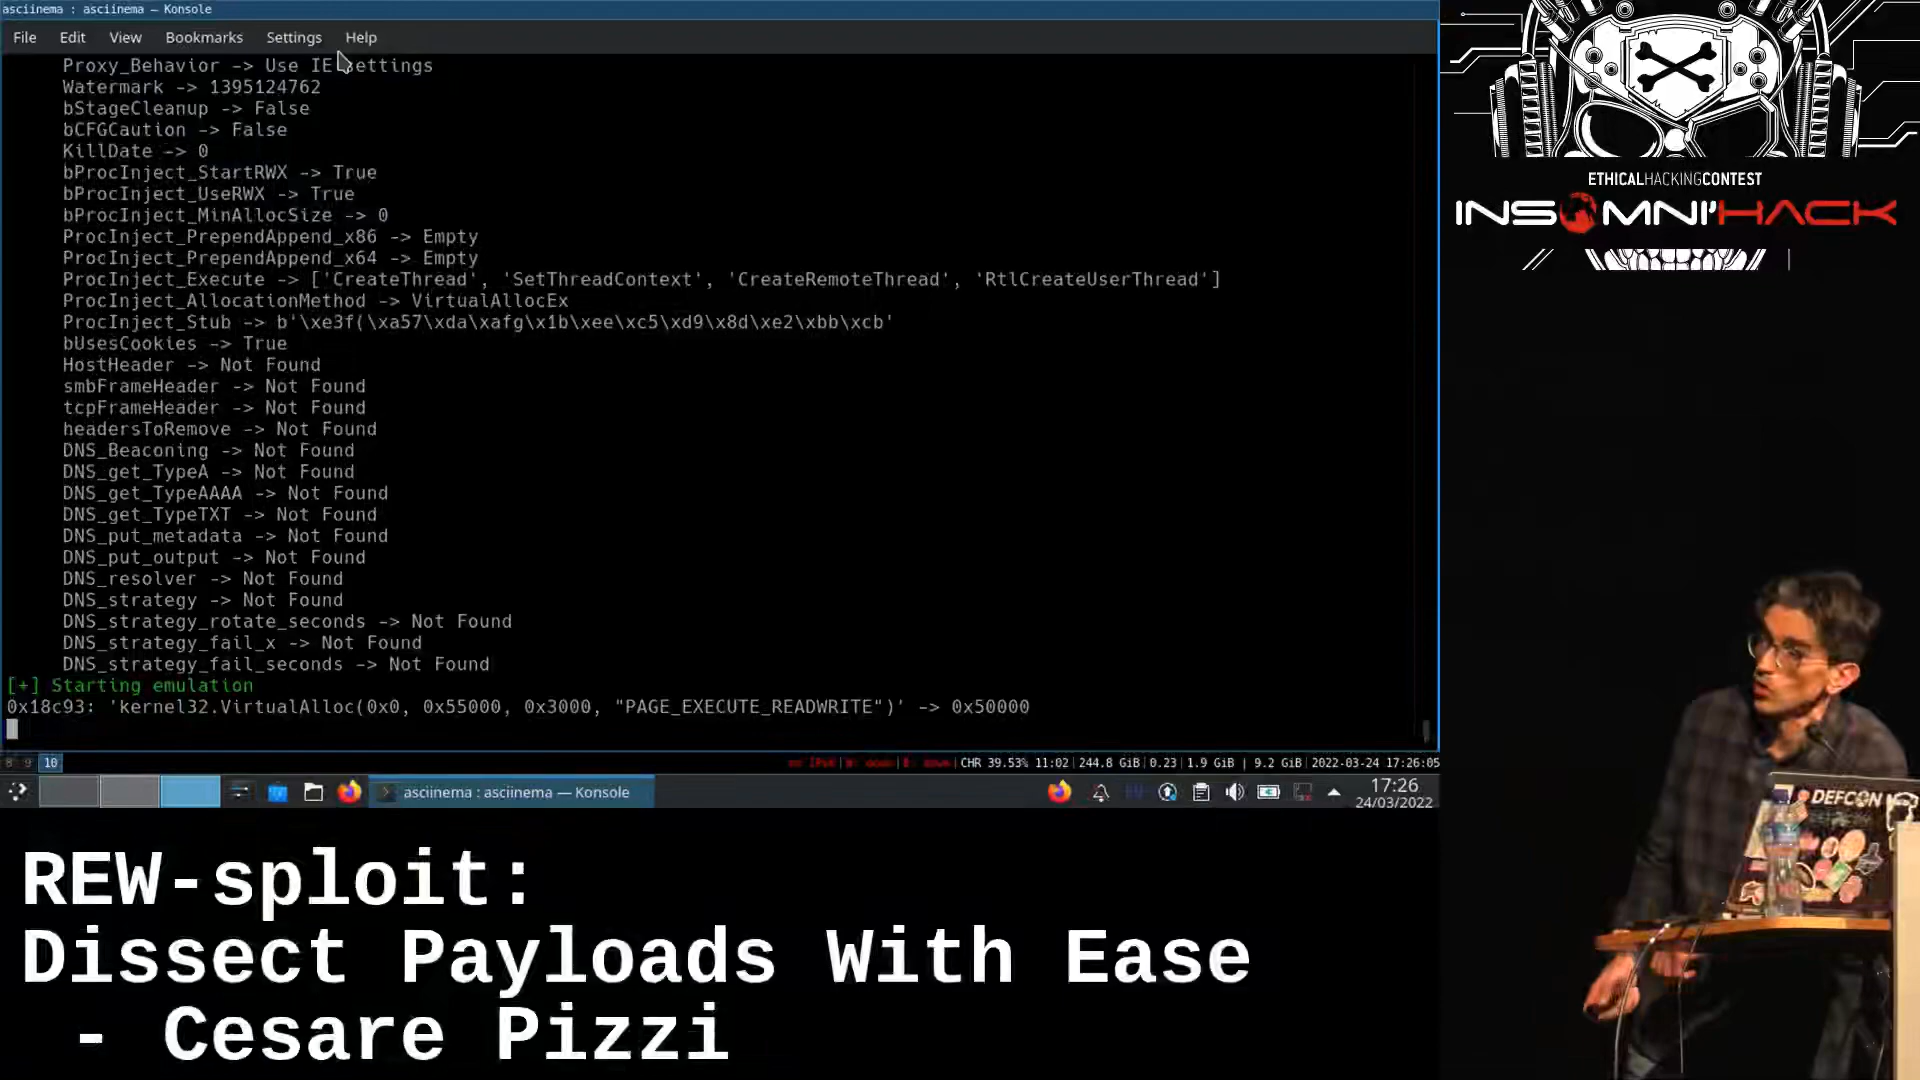 asciinema : asciinema — Konsole
File Edit View Bookmarks Settings Help
Proxy_Behavior -> Use IE settings
Watermark -> 1395124762
bStageCleanup -> False
bCFGCaution -> False
KillDate -> 0
bProcInject_StartRWX -> True
bProcInject_UseRWX -> True
bProcInject_MinAllocSize -> 0
ProcInject_PrependAppend_x86 -> Empty
ProcInject_PrependAppend_x64 -> Empty
ProcInject_Execute -> ['CreateThread', 'SetThreadContext', 'CreateRemoteThread', 'RtlCreateUserThread']
ProcInject_AllocationMethod -> VirtualAllocEx
ProcInject_Stub -> b'\xe3f(\xa57\xda\xafg\x1b\xee\xc5\xd9\x8d\xe2\xbb\xcb'
bUsesCookies -> True
HostHeader -> Not Found
smbFrameHeader -> Not Found
tcpFrameHeader -> Not Found
headersToRemove -> Not Found
DNS_Beaconing -> Not Found
DNS_get_TypeA -> Not Found
DNS_get_TypeAAAA -> Not Found
DNS_get_TypeTXT -> Not Found
DNS_put_metadata -> Not Found
DNS_put_output -> Not Found
DNS_resolver -> Not Found
DNS_strategy -> Not Found
DNS_strategy_rotate_seconds -> Not Found
DNS_strategy_fail_x -> Not Found
DNS_strategy_fail_seconds -> Not Found
[+] Starting emulation
0x18c93: 'kernel32.VirtualAlloc(0x0, 0x55000, 0x3000, "PAGE_EXECUTE_READWRITE")' -> 0x50000
8 9 10
CHR 39.53% 11:02 | 244.8 GiB | 0.23 | 1.9 GiB | 9.2 GiB | 2022-03-24 17:26:05
asciinema : asciinema — Konsole
17:26
24/03/2022
ETHICALHACKINGCONTEST
INSOMNI'HACK
DEFCON
REW-sploit:
Dissect Payloads With Ease
- Cesare Pizzi